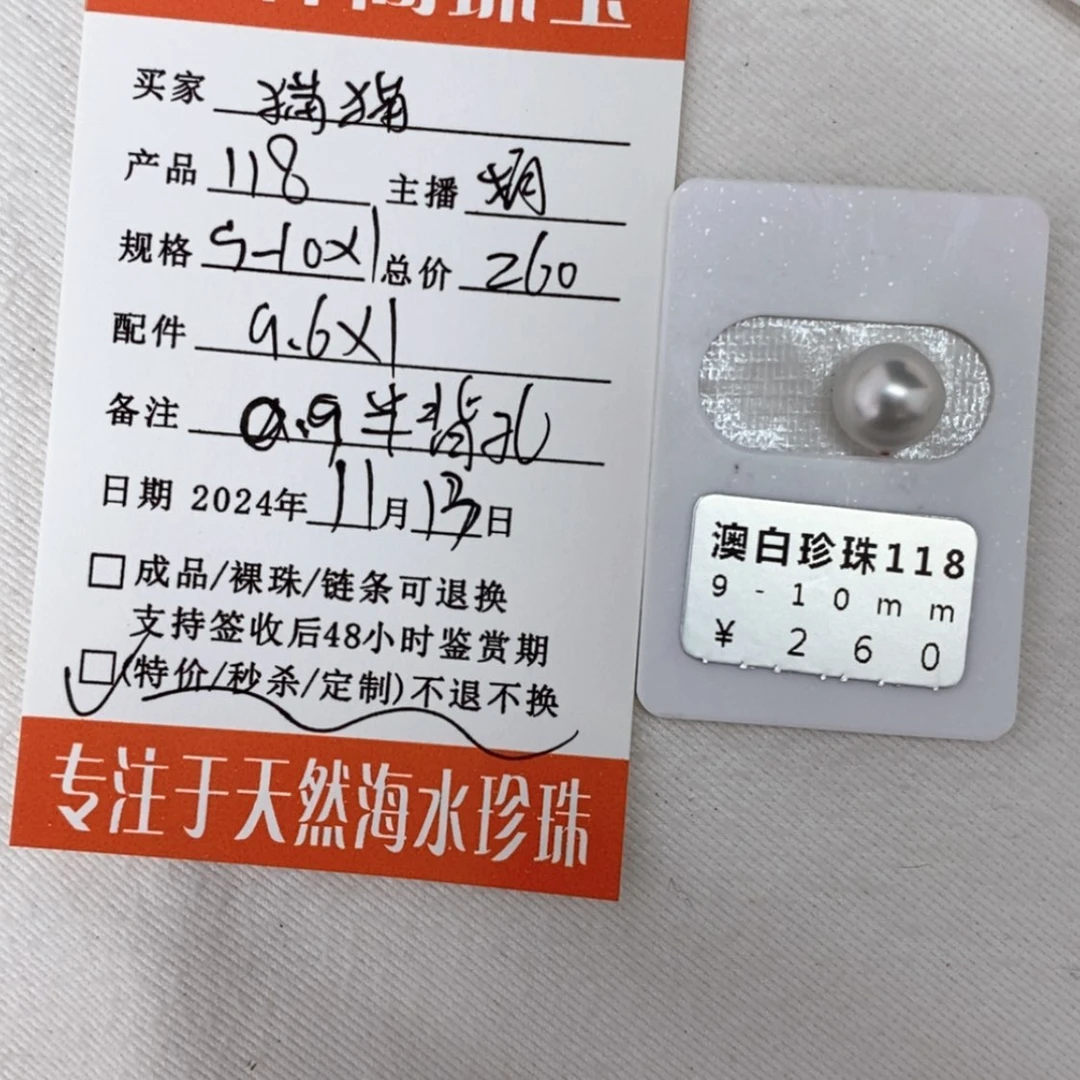 珠宝
买家 猫猫
产品 118 主播
规格 9-10X1 总价 260
配件 9.6X1
备注 0.9半背孔
日期 2024年11月13日
□成品/裸珠/链条可退换
支持签收后48小时鉴赏期
□(特价/秒杀/定制)不退不换
专注于天然海水珍珠
澳白珍珠118
9-10mm
¥ 260